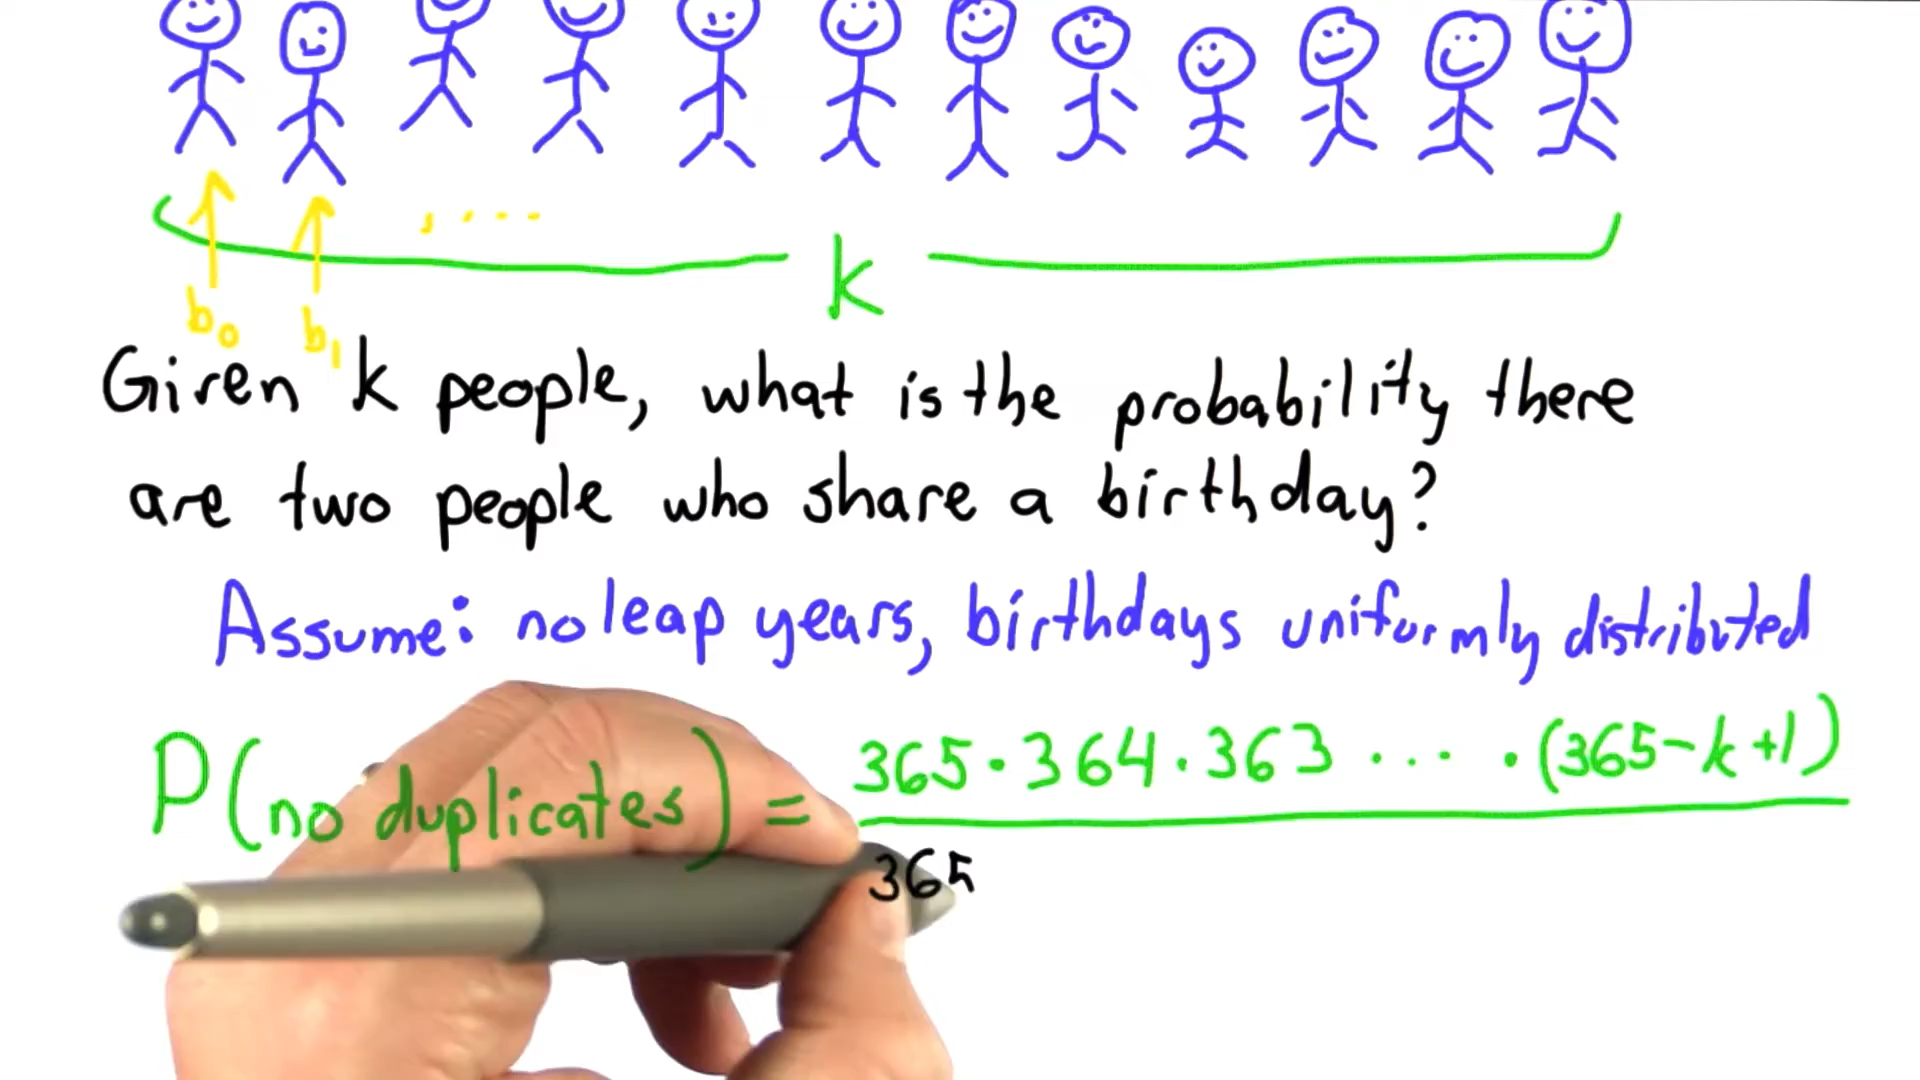 b0 b1 , . . . .
k
Given k people, what is the probability there
are two people who share a birthday?
Assume: no leap years, birthdays uniformly distributed
P(no duplicates) = 365·364·363 · ... ·(365-k+1)
365